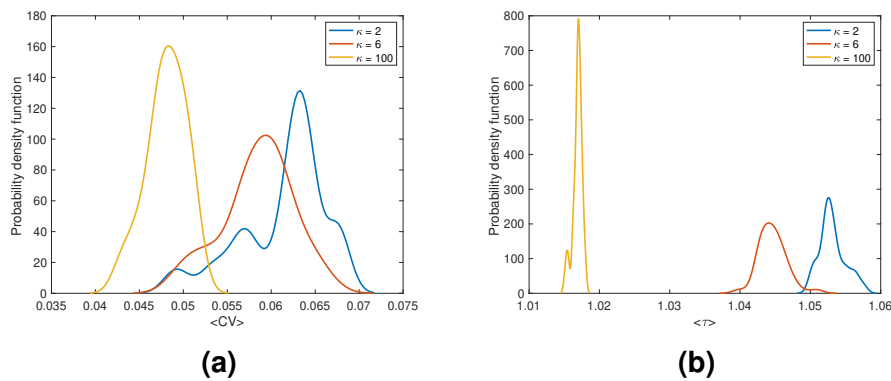 180
160
140
120
100
80
60
40
20
0
Probability density function
κ = 2
κ = 6
κ = 100
0.035 0.04 0.045 0.05 0.055 0.06 0.065 0.07 0.075
<CV>
(a)
800
700
600
500
400
300
200
100
0
Probability density function
κ = 2
κ = 6
κ = 100
1.01 1.02 1.03 1.04 1.05 1.06
<τ>
(b)